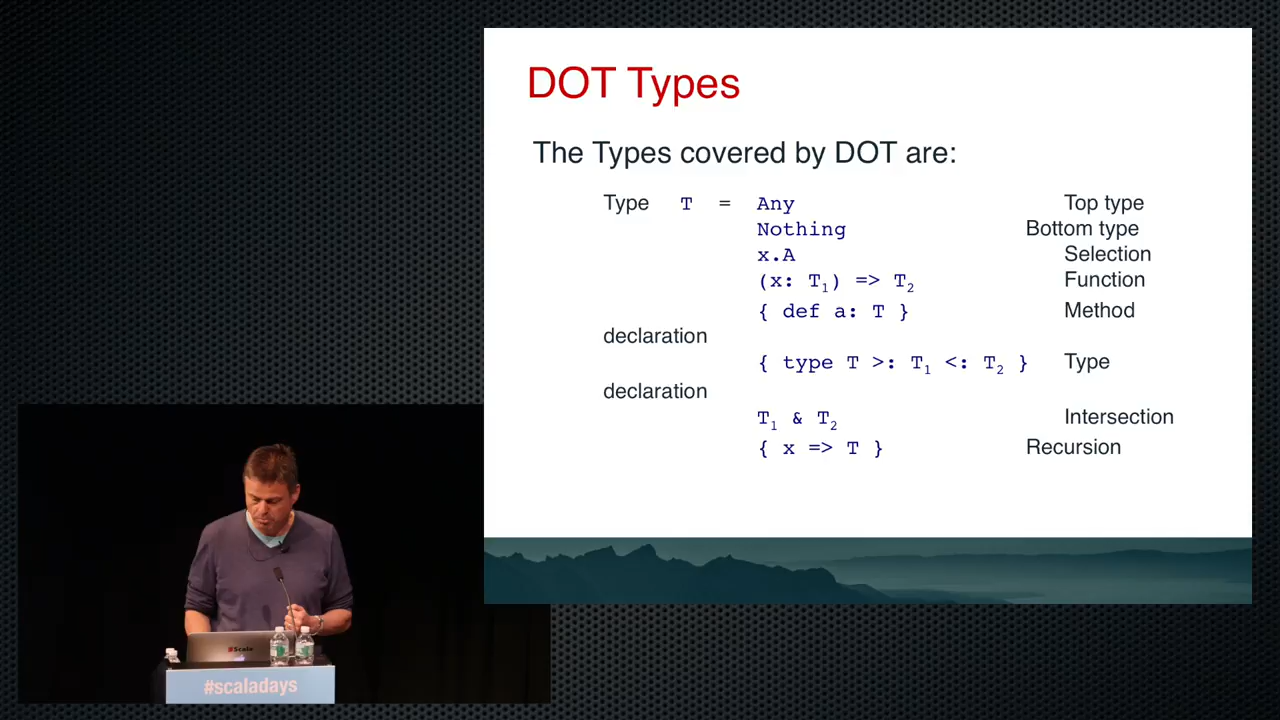 DOT Types
The Types covered by DOT are:
Type T = Any Top type
Nothing Bottom type
x.A Selection
(x: T₁) => T₂ Function
{ def a: T } Method
declaration
{ type T >: T₁ <: T₂ } Type
declaration
T₁ & T₂ Intersection
{ x => T } Recursion
#Scala
#scaladays